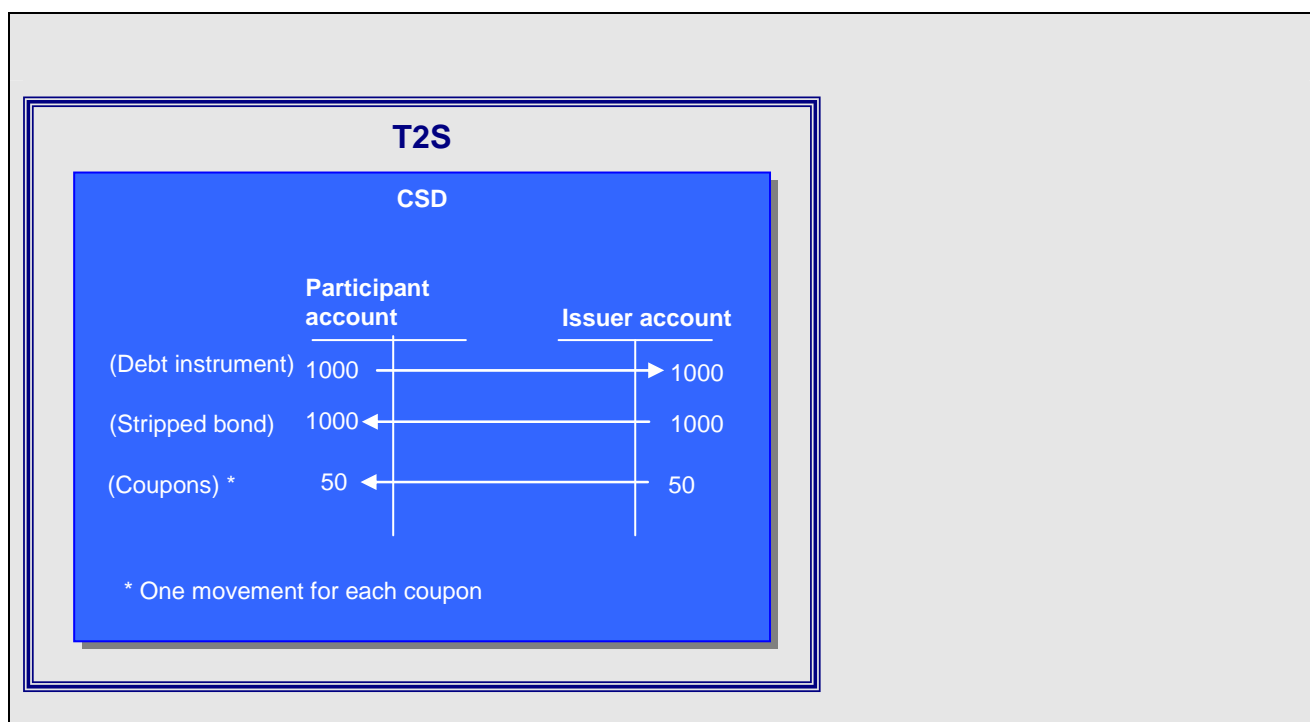 T2S
CSD
Participant
account
Issuer account
(Debt instrument) 1000 1000
(Stripped bond) 1000 1000
(Coupons) * 50 50
* One movement for each coupon